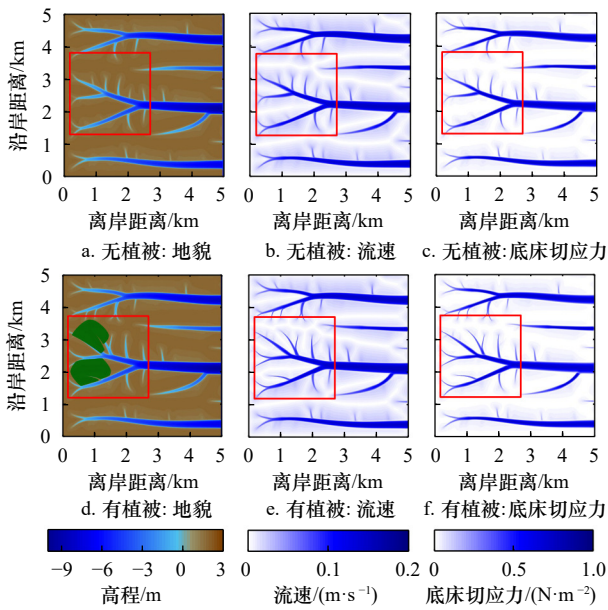 5
4
3
2
1
0
沿岸距离/km
0 1 2 3 4 5
0 1 2 3 4 5
0 1 2 3 4 5
离岸距离/km
离岸距离/km
离岸距离/km
a. 无植被: 地貌
b. 无植被: 流速
c. 无植被: 底床切应力
5
4
3
2
1
0
沿岸距离/km
0 1 2 3 4 5
0 1 2 3 4 5
0 1 2 3 4 5
离岸距离/km
离岸距离/km
离岸距离/km
d. 有植被: 地貌
e. 有植被: 流速
f. 有植被: 底床切应力
−9 −6 −3 0 3
高程/m
0 0.1 0.2
流速/(m·s⁻¹)
0 0.5 1.0
底床切应力/(N·m⁻²)